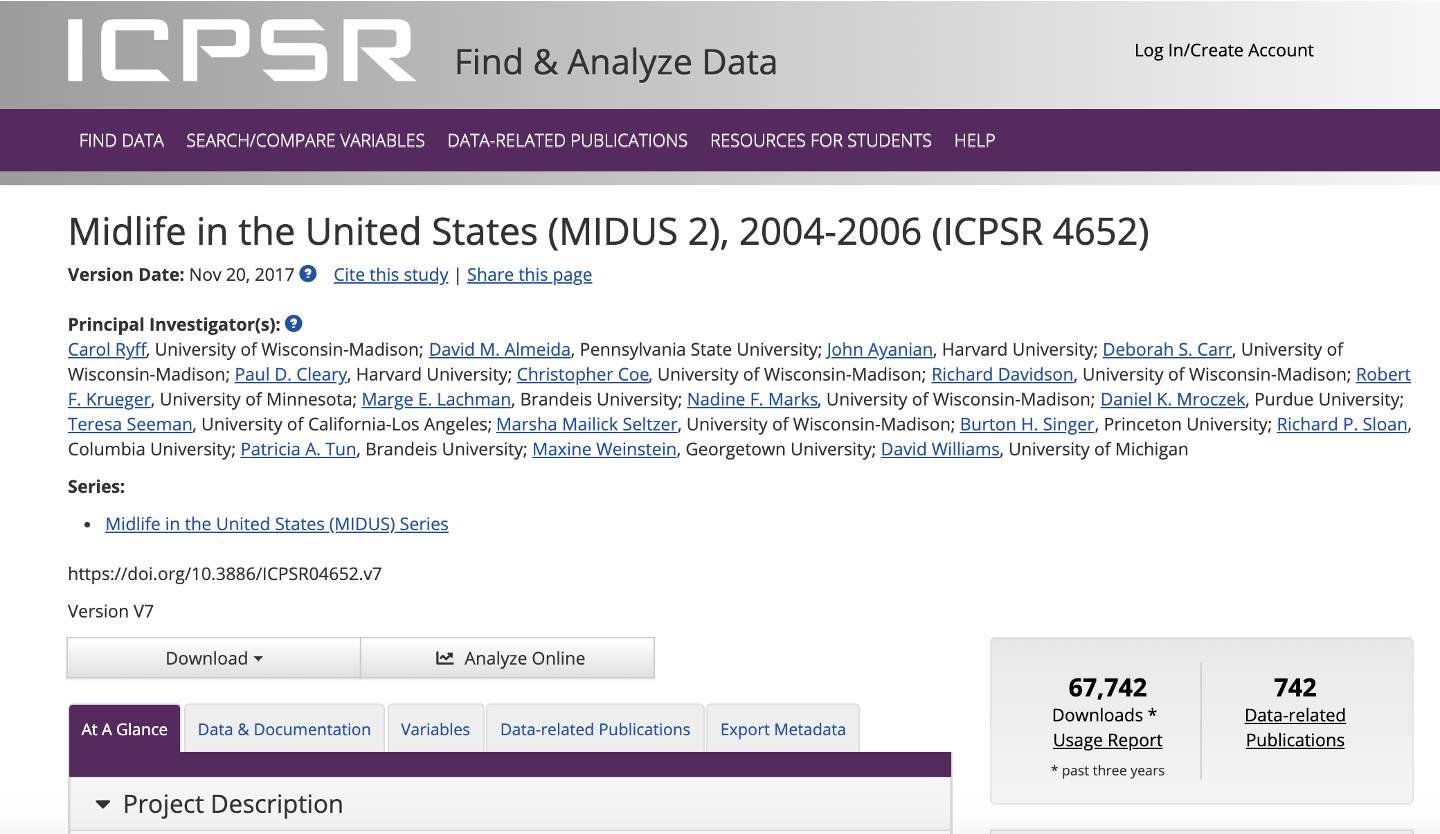 ICPSR Find & Analyze Data
Log In/Create Account
FIND DATA SEARCH/COMPARE VARIABLES DATA-RELATED PUBLICATIONS RESOURCES FOR STUDENTS HELP
Midlife in the United States (MIDUS 2), 2004-2006 (ICPSR 4652)
Version Date: Nov 20, 2017 ? Cite this study | Share this page
Principal Investigator(s): ?
Carol Ryff, University of Wisconsin-Madison; David M. Almeida, Pennsylvania State University; John Ayanian, Harvard University; Deborah S. Carr, University of
Wisconsin-Madison; Paul D. Cleary, Harvard University; Christopher Coe, University of Wisconsin-Madison; Richard Davidson, University of Wisconsin-Madison; Robert
F. Krueger, University of Minnesota; Marge E. Lachman, Brandeis University; Nadine F. Marks, University of Wisconsin-Madison; Daniel K. Mroczek, Purdue University;
Teresa Seeman, University of California-Los Angeles; Marsha Mailick Seltzer, University of Wisconsin-Madison; Burton H. Singer, Princeton University; Richard P. Sloan,
Columbia University; Patricia A. Tun, Brandeis University; Maxine Weinstein, Georgetown University; David Williams, University of Michigan
Series:
• Midlife in the United States (MIDUS) Series
https://doi.org/10.3886/ICPSR04652.v7
Version V7
Download Analyze Online
At A Glance Data & Documentation Variables Data-related Publications Export Metadata
Project Description
67,742
Downloads *
Usage Report
* past three years
742
Data-related
Publications